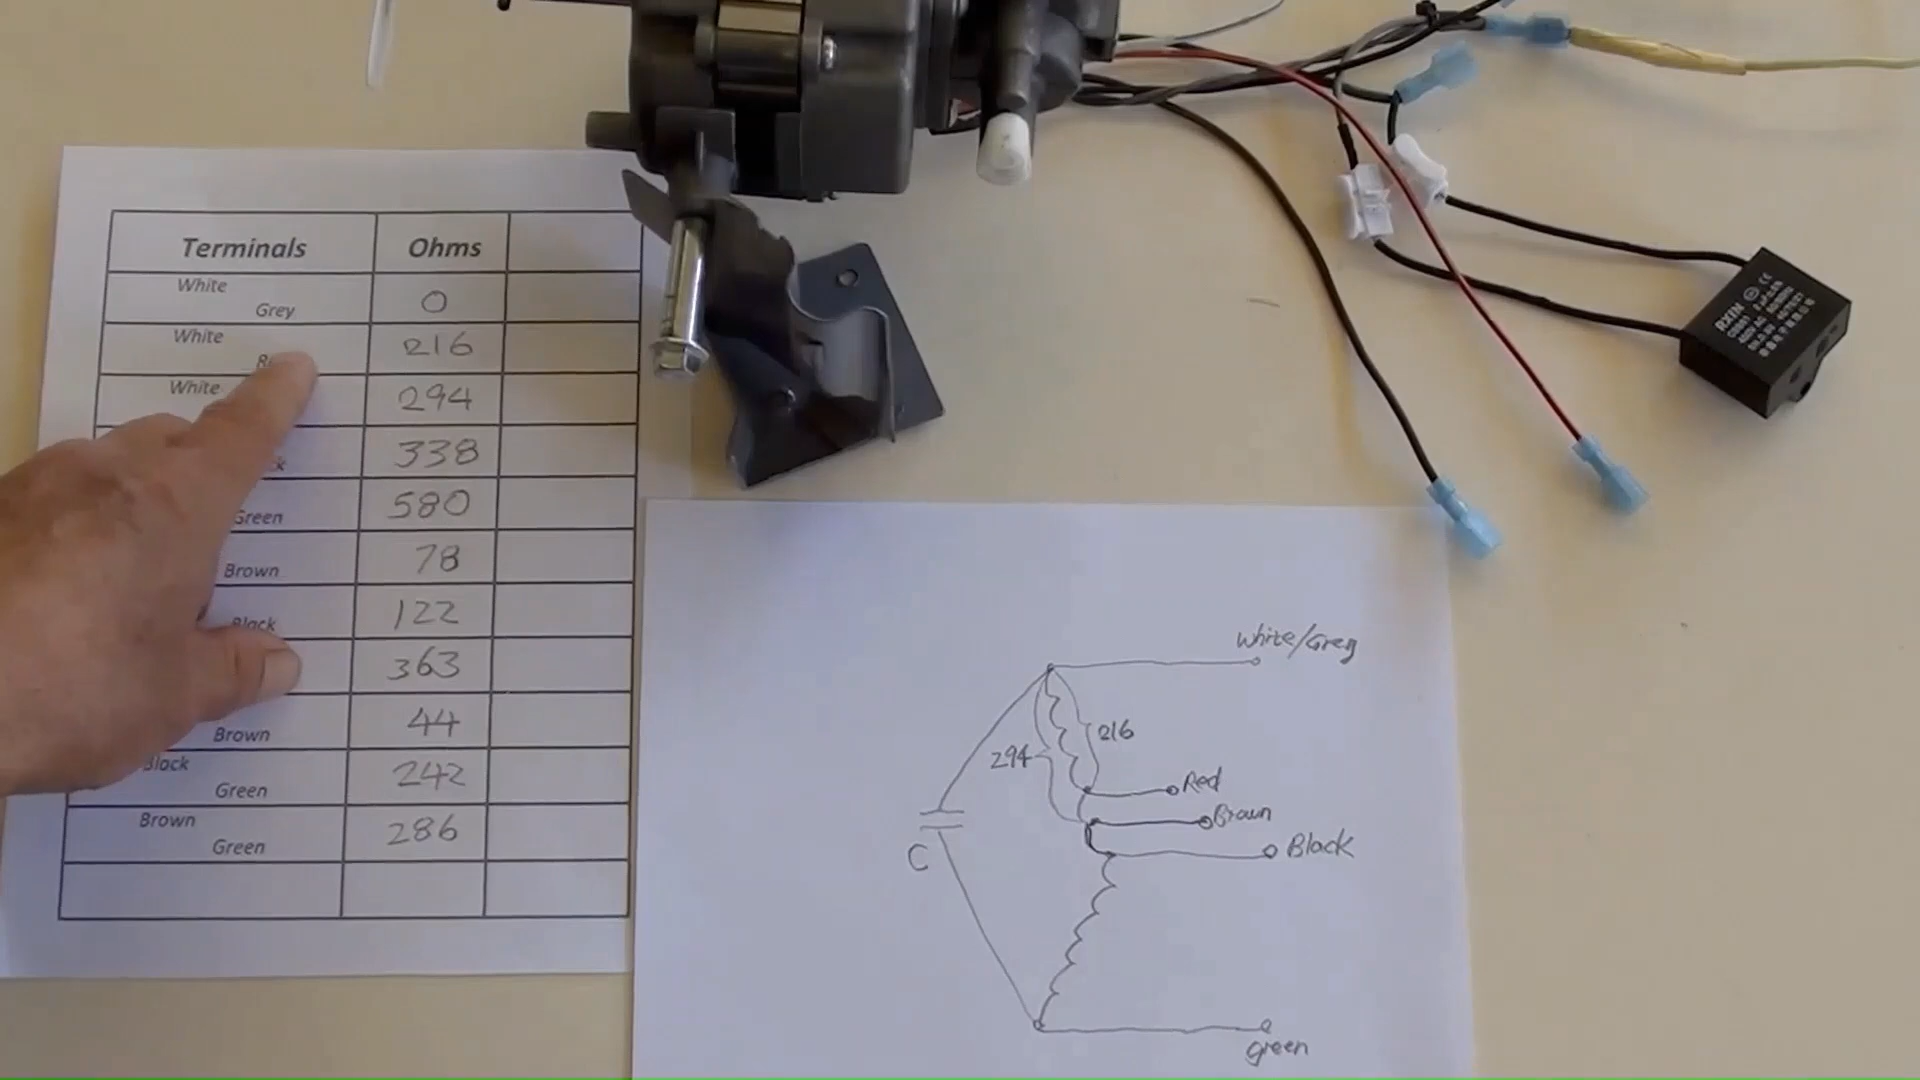 Terminals Ohms
White
Grey 0
White
216
White
294
338
Green 580
Brown 78
Black 122
363
Brown 44
Black
Green 242
Brown
Green 286
RXIN
White/Grey
216
294
Red
Brown
Black
C
green